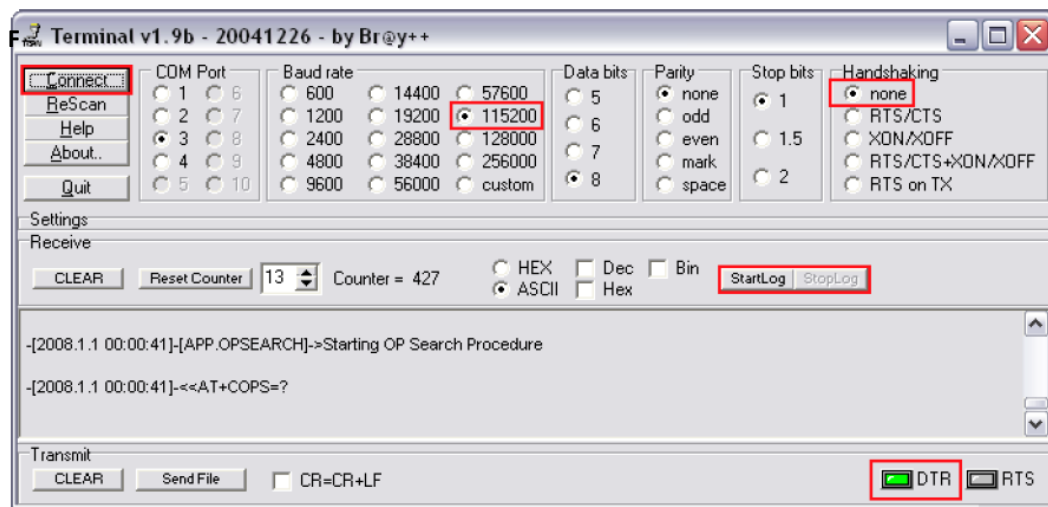 F Terminal v1.9b - 20041226 - by Br@y++
Connect
ReScan
Help
About..
Quit
COM Port
1 6
2 7
3 8
4 9
5 10
Baud rate
600 14400 57600
1200 19200 115200
2400 28800 128000
4800 38400 256000
9600 56000 custom
Data bits
5
6
7
8
Parity
none
odd
even
mark
space
Stop bits
1
1.5
2
Handshaking
none
RTS/CTS
XON/XOFF
RTS/CTS+XON/XOFF
RTS on TX
Settings
Receive
CLEAR Reset Counter 13 Counter = 427 HEX Dec Bin
ASCII Hex
StartLog StopLog
-[2008.1.1 00:00:41]-[APP.OPSEARCH]->Starting OP Search Procedure
-[2008.1.1 00:00:41]-<<AT+COPS=?
Transmit
CLEAR Send File CR=CR+LF DTR RTS